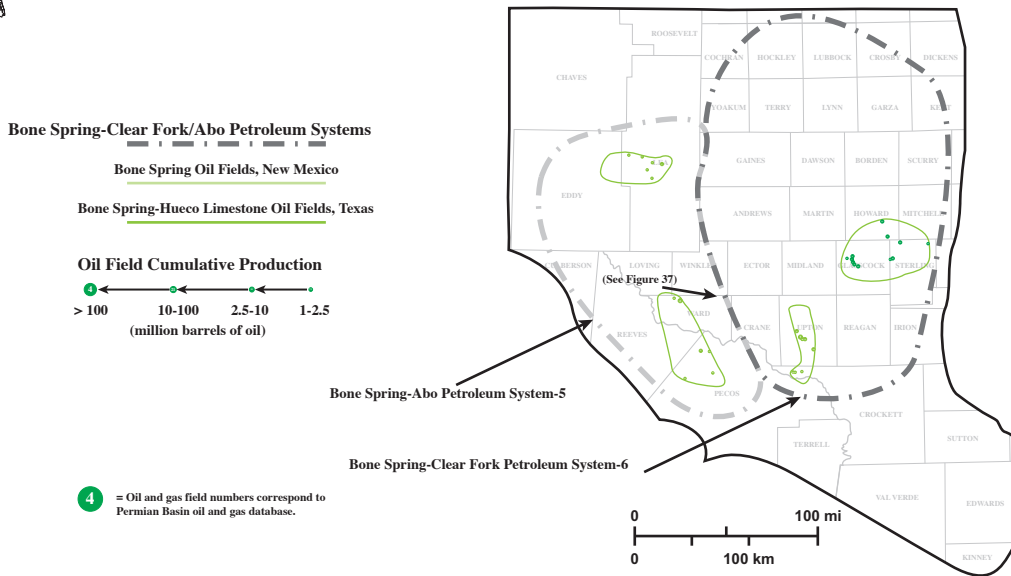 Bone Spring-Clear Fork/Abo Petroleum Systems
Bone Spring Oil Fields, New Mexico
Bone Spring-Hueco Limestone Oil Fields, Texas
Oil Field Cumulative Production
4
> 100 10-100 2.5-10 1-2.5
(million barrels of oil)
Bone Spring-Abo Petroleum System-5
Bone Spring-Clear Fork Petroleum System-6
4 = Oil and gas field numbers correspond to
Permian Basin oil and gas database.
ROOSEVELT
COCHRAN HOCKLEY LUBBOCK CROSBY DICKENS
CHAVES
YOAKUM TERRY LYNN GARZA KENT
GAINES DAWSON BORDEN SCURRY
EDDY
ANDREWS MARTIN HOWARD MITCHELL
LOVING ECTOR MIDLAND STERLING
(See Figure 37)
WARD
REEVES CRANE UPTON REAGAN IRION
PECOS
CROCKETT
TERRELL SUTTON
VAL VERDE EDWARDS
KINNEY
0 100 mi
0 100 km